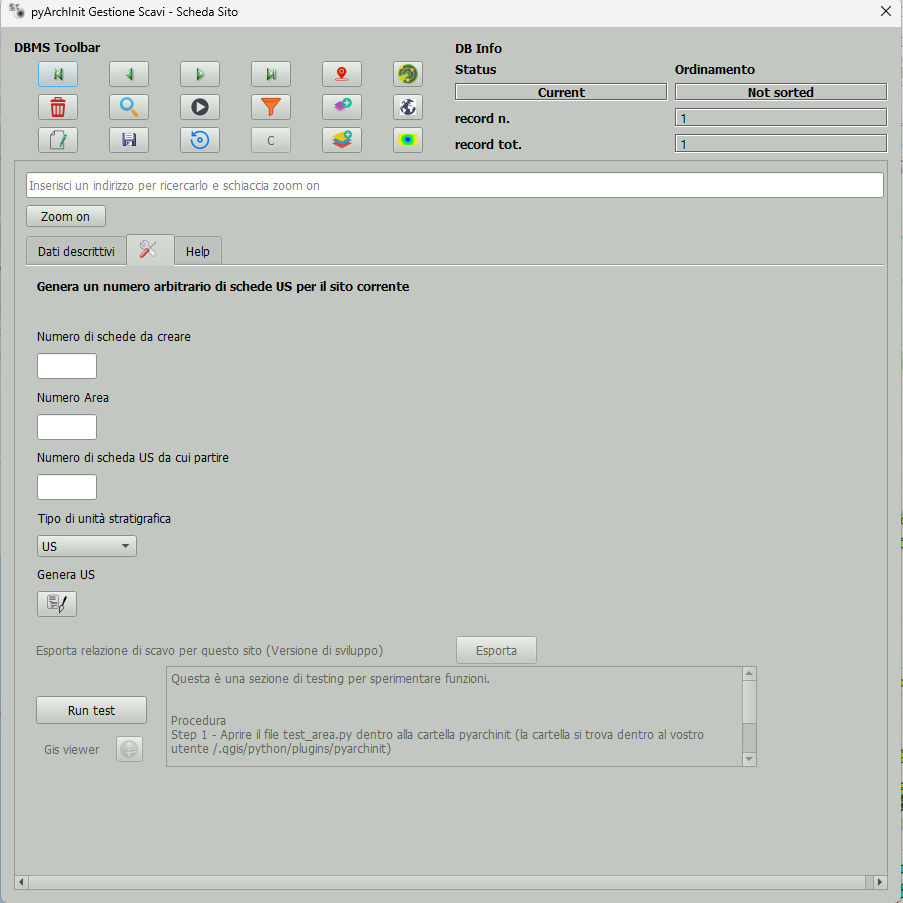 pyArchInit Gestione Scavi - Scheda Sito
DBMS Toolbar
DB Info
Status
Ordinamento
Current
Not sorted
record n.
1
record tot.
1
C
Inserisci un indirizzo per ricercarlo e schiaccia zoom on
Zoom on
Dati descrittivi
Help
Genera un numero arbitrario di schede US per il sito corrente
Numero di schede da creare
Numero Area
Numero di scheda US da cui partire
Tipo di unità stratigrafica
US
Genera US
Esporta relazione di scavo per questo sito (Versione di sviluppo)
Esporta
Questa è una sezione di testing per sperimentare funzioni.
Run test
Procedura
Step 1 - Aprire il file test_area.py dentro alla cartella pyarchinit (la cartella si trova dentro al vostro
utente /.qgis/python/plugins/pyarchinit)
Gis viewer